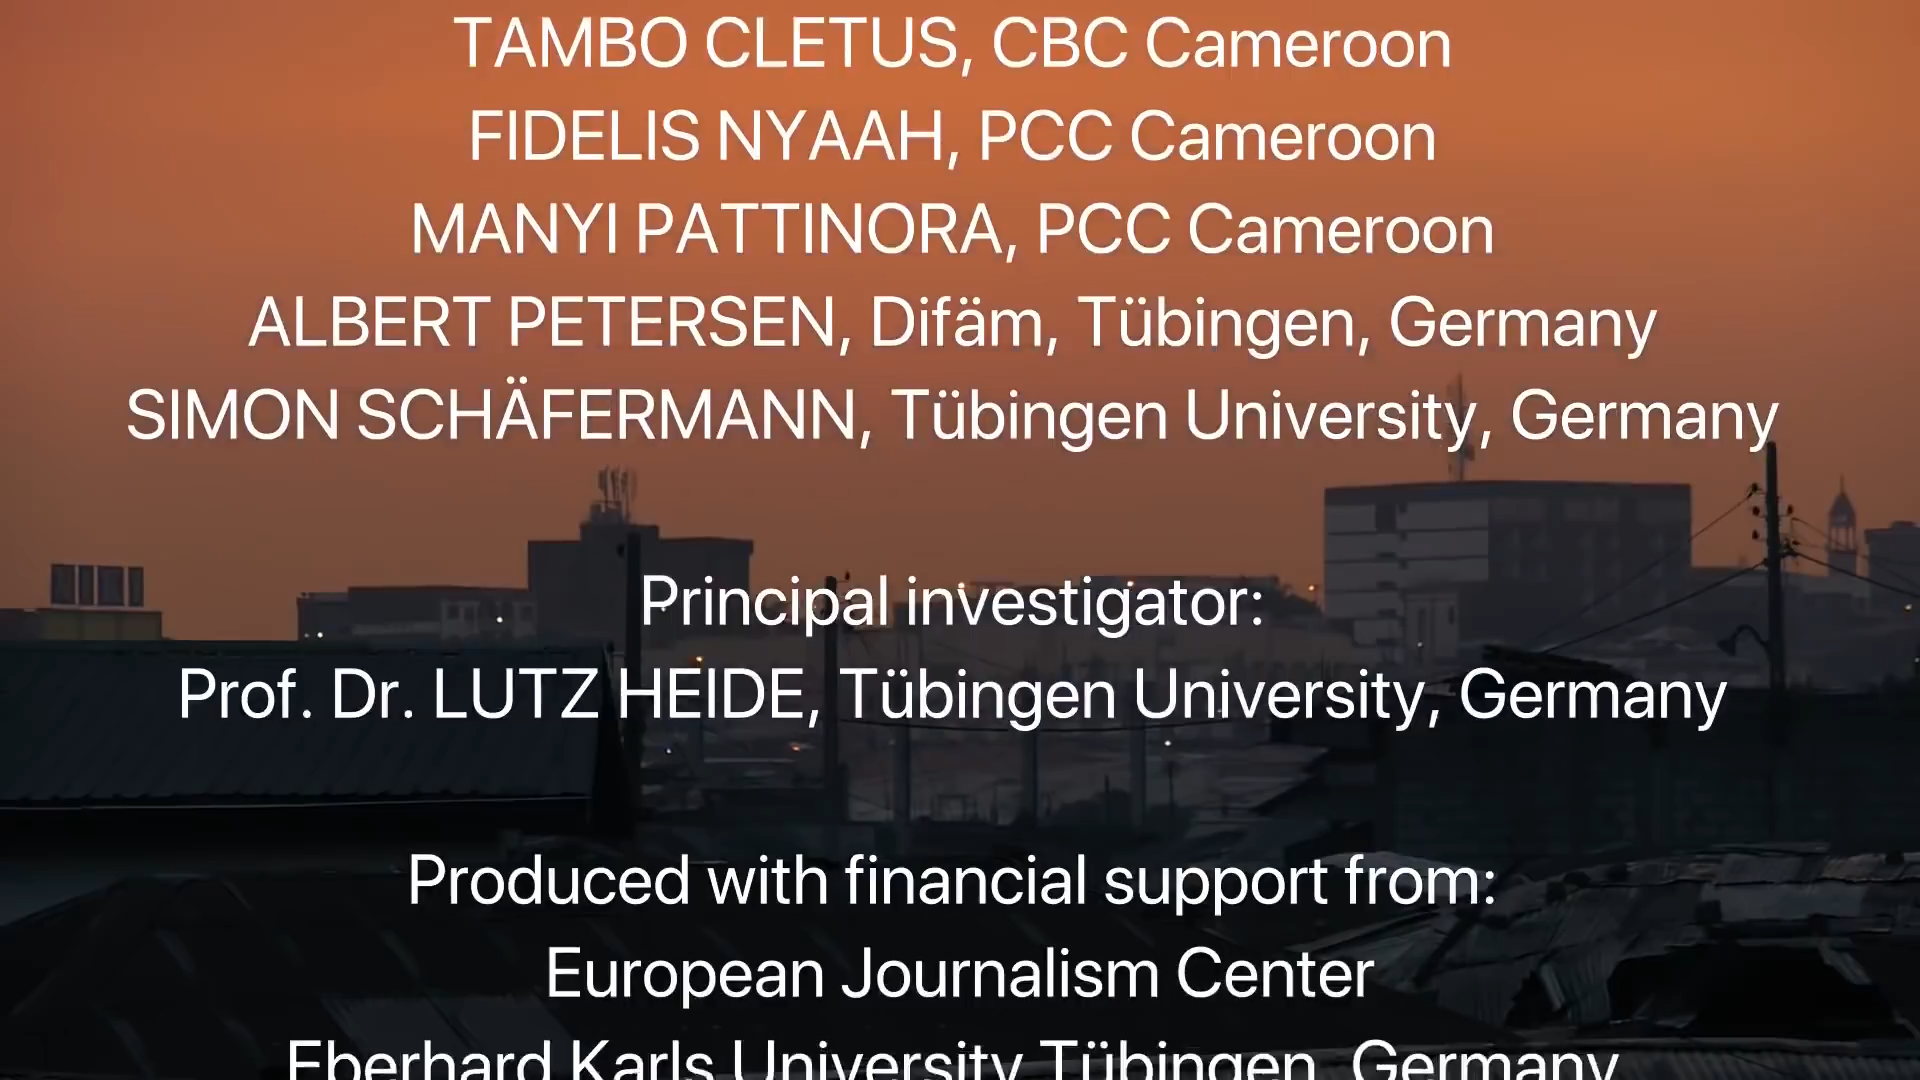 TAMBO CLETUS, CBC Cameroon
FIDELIS NYAAH, PCC Cameroon
MANYI PATTINORA, PCC Cameroon
ALBERT PETERSEN, Difäm, Tübingen, Germany
SIMON SCHÄFERMANN, Tübingen University, Germany
Principal investigator:
Prof. Dr. LUTZ HEIDE, Tübingen University, Germany
Produced with financial support from:
European Journalism Center
Eberhard Karls University Tübingen, Germany